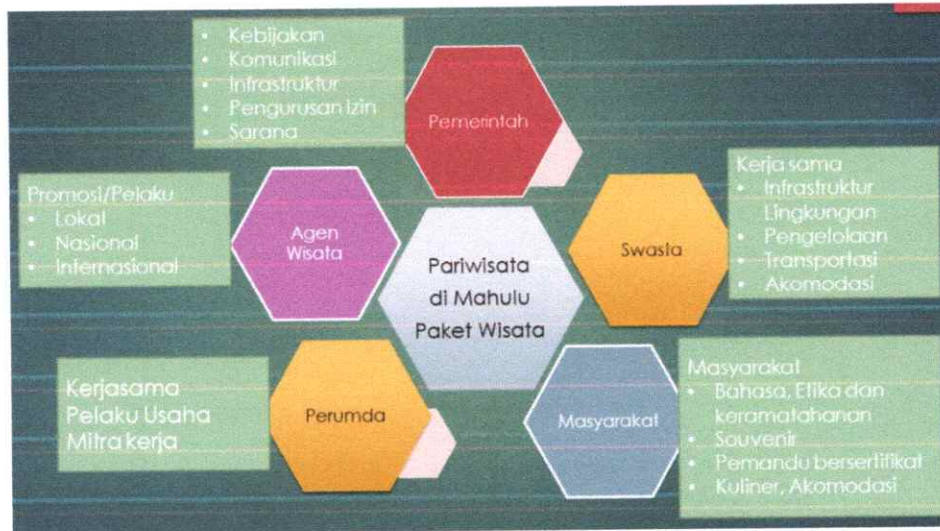 • Kebijakan
• Komunikasi
• Infrastruktur
• Pengurusan Izin
• Sarana
Pemerintah
Promosi/Pelaku
• Lokal
• Nasional
• Internasional
Agen
Wisata
Pariwisata
di Mahulu
Paket Wisata
Swasta
Kerja sama
• Infrastruktur
Lingkungan
• Pengelolaan
• Transportasi
• Akomodasi
Kerjasama
Pelaku Usaha
Mitra kerja
Perumda
Masyarakat
Masyarakat
• Bahasa, Etika dan
keramatahanan
• Souvenir
• Pemandu bersertifikat
• Kuliner, Akomodasi